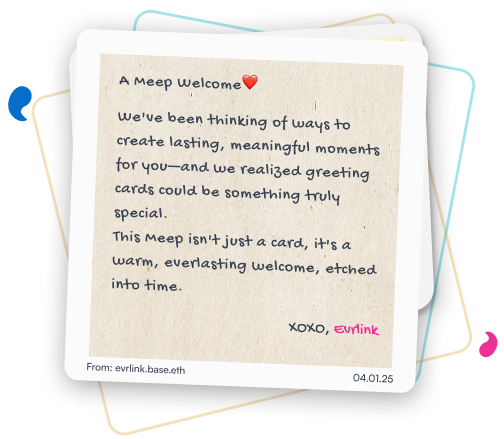 A Meep Welcome❤️
We've been thinking of ways to
create lasting, meaningful moments
for you—and we realized greeting
cards could be something truly
special.
This Meep isn't just a card, it's a
warm, everlasting welcome, etched
into time.
XOXO, Evrlink
From: evrlink.base.eth
04.01.25